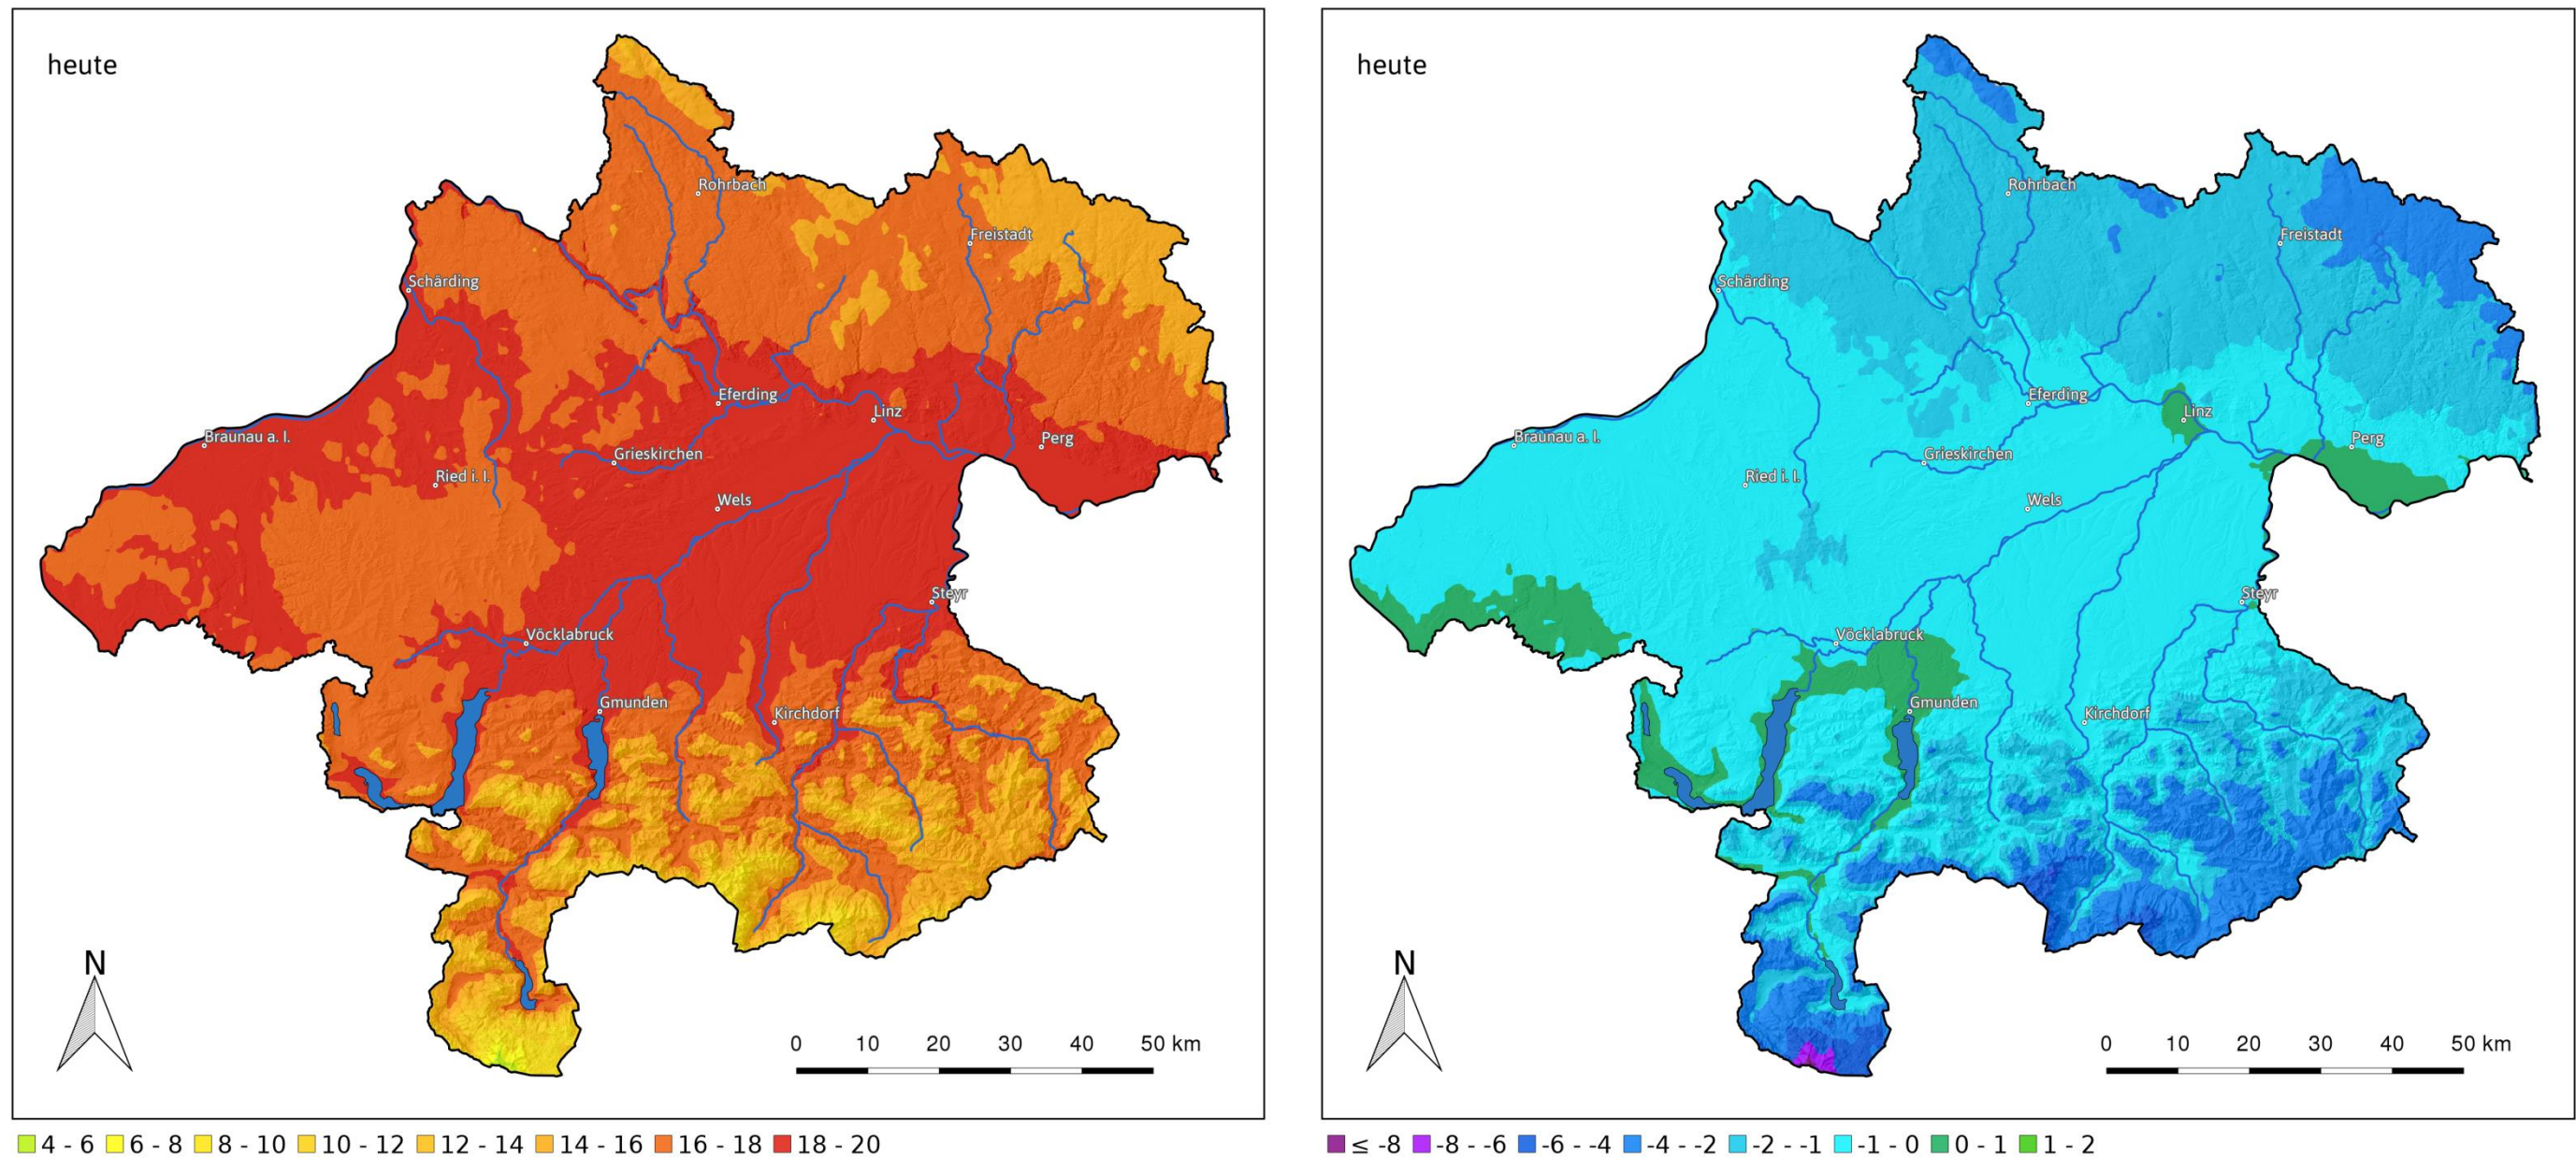 heute
Rohrbach
Freistadt
Schärding
Eferding
Linz
Braunau a. I.
Perg
Grieskirchen
Ried i. I.
Wels
Steyr
Vöcklabruck
Gmunden
Kirchdorf
N
0 10 20 30 40 50 km
4 - 6 6 - 8 8 - 10 10 - 12 12 - 14 14 - 16 16 - 18 18 - 20
heute
Rohrbach
Freistadt
Schärding
Eferding
Linz
Braunau a. I.
Perg
Grieskirchen
Ried i. I.
Wels
Steyr
Vöcklabruck
Gmunden
Kirchdorf
N
0 10 20 30 40 50 km
≤ -8 -8 - -6 -6 - -4 -4 - -2 -2 - -1 -1 - 0 0 - 1 1 - 2